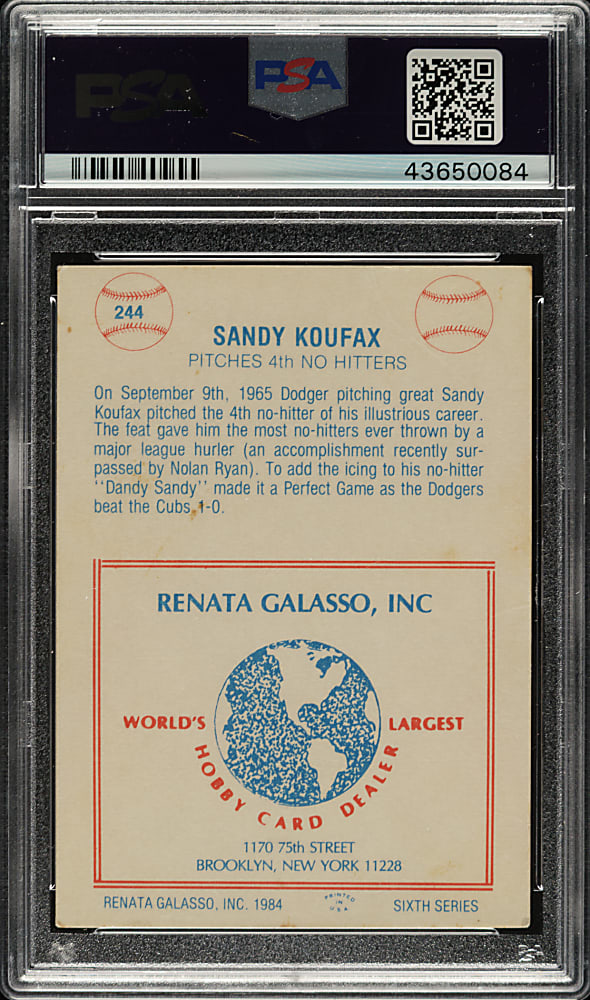 PSA
PSA
43650084
244
SANDY KOUFAX
PITCHES 4th NO HITTERS
On September 9th, 1965 Dodger pitching great Sandy
Koufax pitched the 4th no-hitter of his illustrious career.
The feat gave him the most no-hitters ever thrown by a
major league hurler (an accomplishment recently sur-
passed by Nolan Ryan). To add the icing to his no-hitter
''Dandy Sandy'' made it a Perfect Game as the Dodgers
beat the Cubs 1-0.
RENATA GALASSO, INC
WORLD'S LARGEST
HOBBY CARD DEALER
1170 75th STREET
BROOKLYN, NEW YORK 11228
RENATA GALASSO, INC. 1984
PRINTED
IN
U.S.A.
SIXTH SERIES